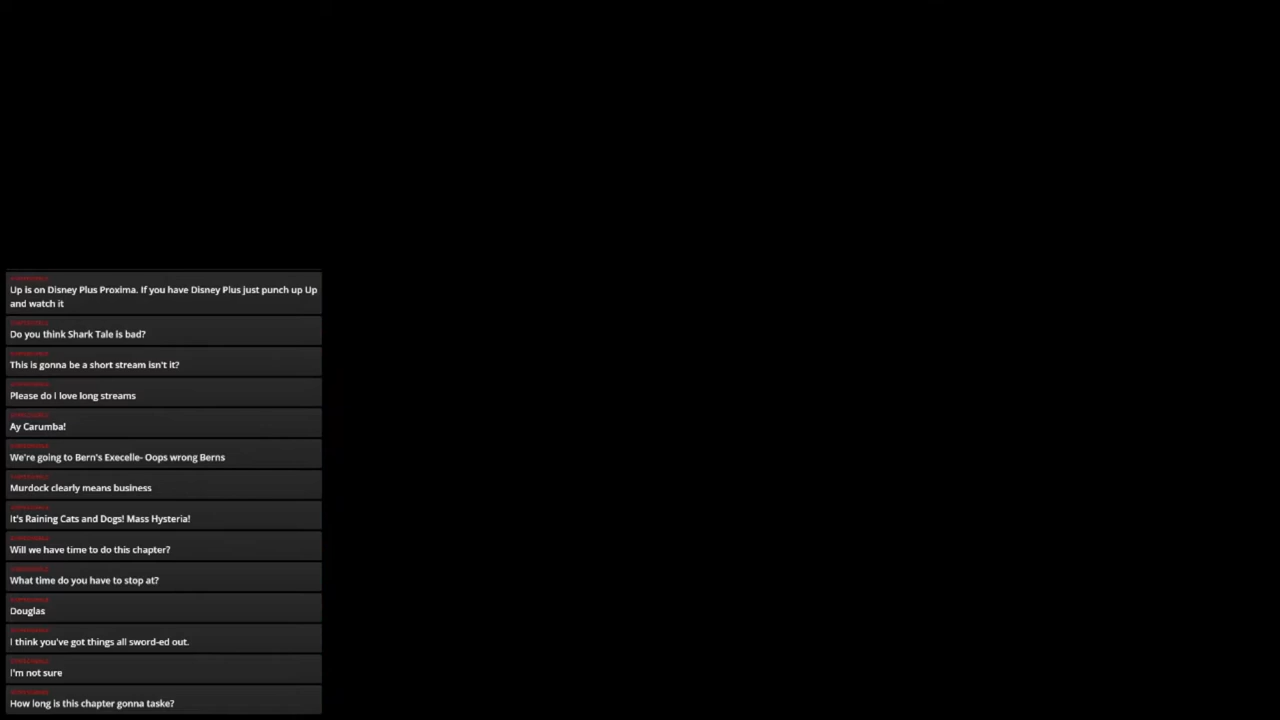 Up is on Disney Plus Proxima. If you have Disney Plus just punch up Up
and watch it
Do you think Shark Tale is bad?
This is gonna be a short stream isn't it?
Please do I love long streams
Ay Carumba!
We're going to Bern's Execelle- Oops wrong Berns
Murdock clearly means business
It's Raining Cats and Dogs! Mass Hysteria!
Will we have time to do this chapter?
What time do you have to stop at?
Douglas
I think you've got things all sword-ed out.
I'm not sure
How long is this chapter gonna taske?